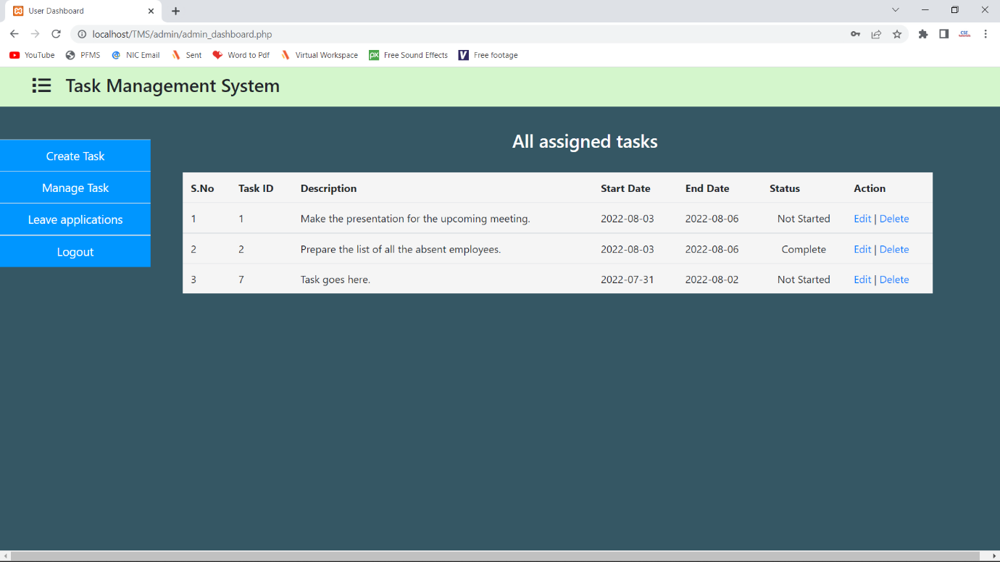 User Dashboard
localhost/TMS/admin/admin_dashboard.php
YouTube PFMS NIC Email Sent Word to Pdf Virtual Workspace px Free Sound Effects V Free footage
Task Management System
All assigned tasks
Create Task
Manage Task
Leave applications
Logout
S.No Task ID Description Start Date End Date Status Action
1 1 Make the presentation for the upcoming meeting. 2022-08-03 2022-08-06 Not Started Edit | Delete
2 2 Prepare the list of all the absent employees. 2022-08-03 2022-08-06 Complete Edit | Delete
3 7 Task goes here. 2022-07-31 2022-08-02 Not Started Edit | Delete